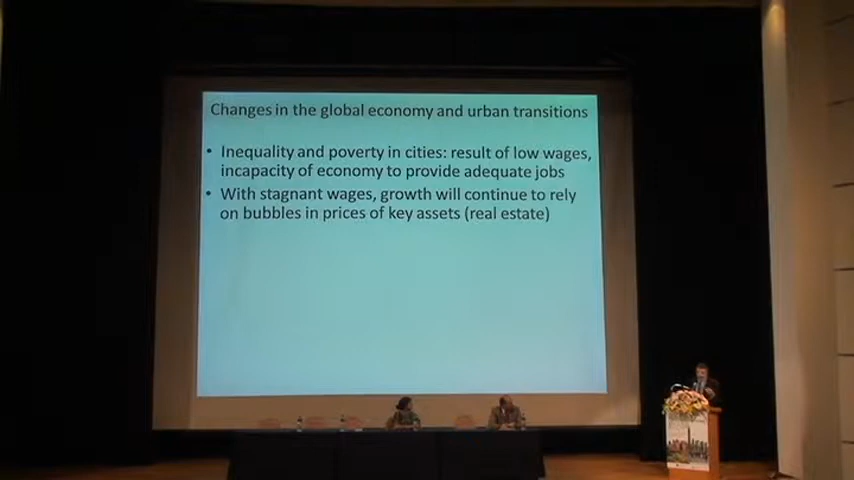 Changes in the global economy and urban transitions
• Inequality and poverty in cities: result of low wages,
incapacity of economy to provide adequate jobs
• With stagnant wages, growth will continue to rely
on bubbles in prices of key assets (real estate)